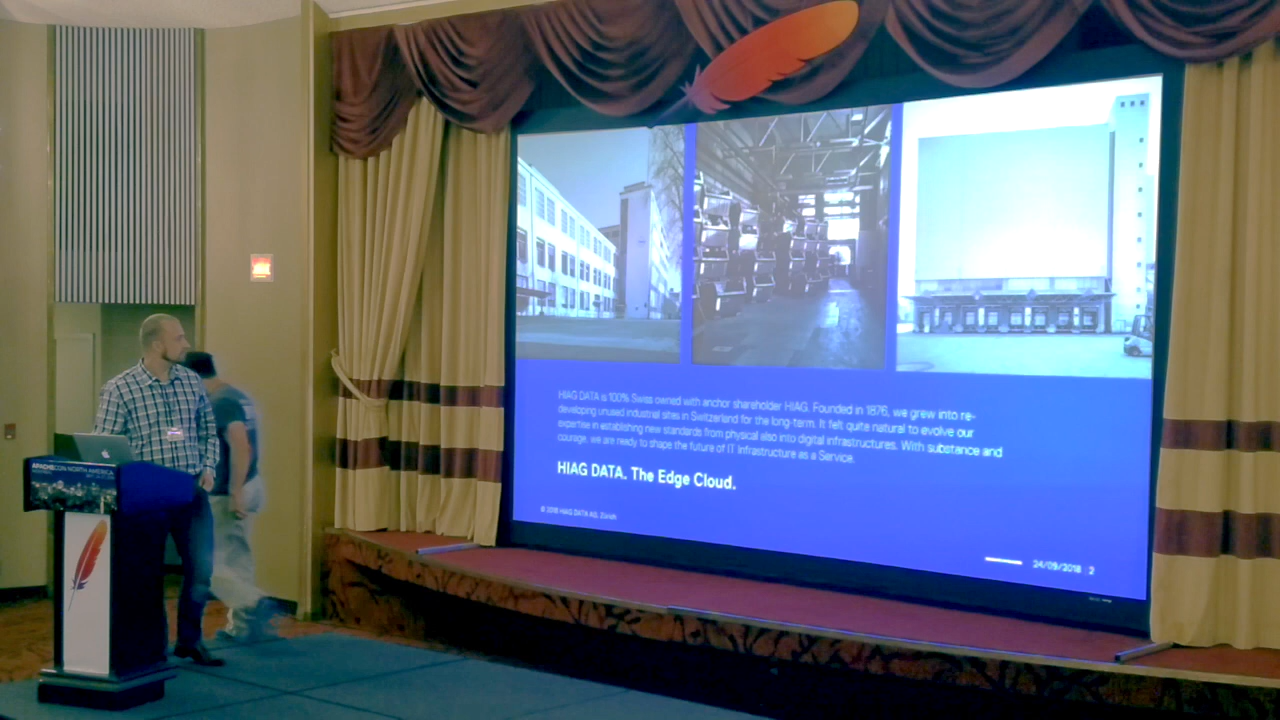 HIAG DATA is 100% Swiss owned with anchor shareholder HIAG. Founded in 1876, we grew into re-
developing unused industrial sites in Switzerland for the long-term. It felt quite natural to evolve our
expertise in establishing new standards from physical also into digital infrastructures. With substance and
courage, we are ready to shape the future of IT Infrastructure as a Service.
HIAG DATA. The Edge Cloud.
© 2018 HIAG DATA AG, Zürich
24/09/2018 2
APACHECON NORTH AMERICA